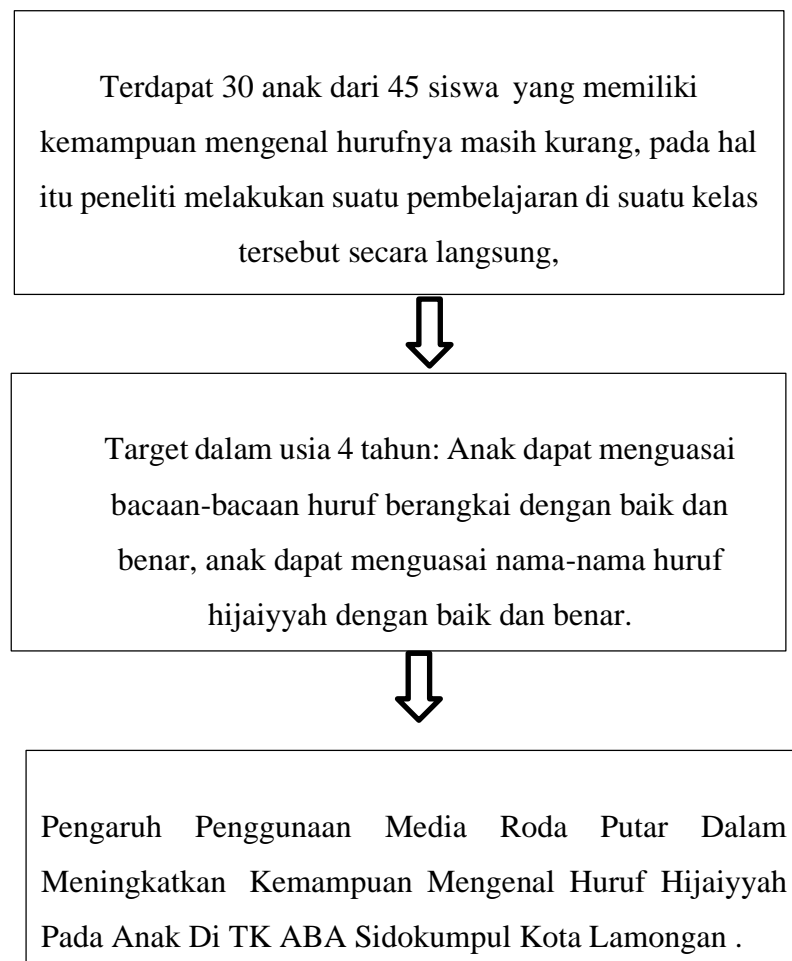 Terdapat 30 anak dari 45 siswa yang memiliki
kemampuan mengenal hurufnya masih kurang, pada hal
itu peneliti melakukan suatu pembelajaran di suatu kelas
tersebut secara langsung,
Target dalam usia 4 tahun: Anak dapat menguasai
bacaan-bacaan huruf berangkai dengan baik dan
benar, anak dapat menguasai nama-nama huruf
hijaiyyah dengan baik dan benar.
Pengaruh Penggunaan Media Roda Putar Dalam
Meningkatkan Kemampuan Mengenal Huruf Hijaiyyah
Pada Anak Di TK ABA Sidokumpul Kota Lamongan .